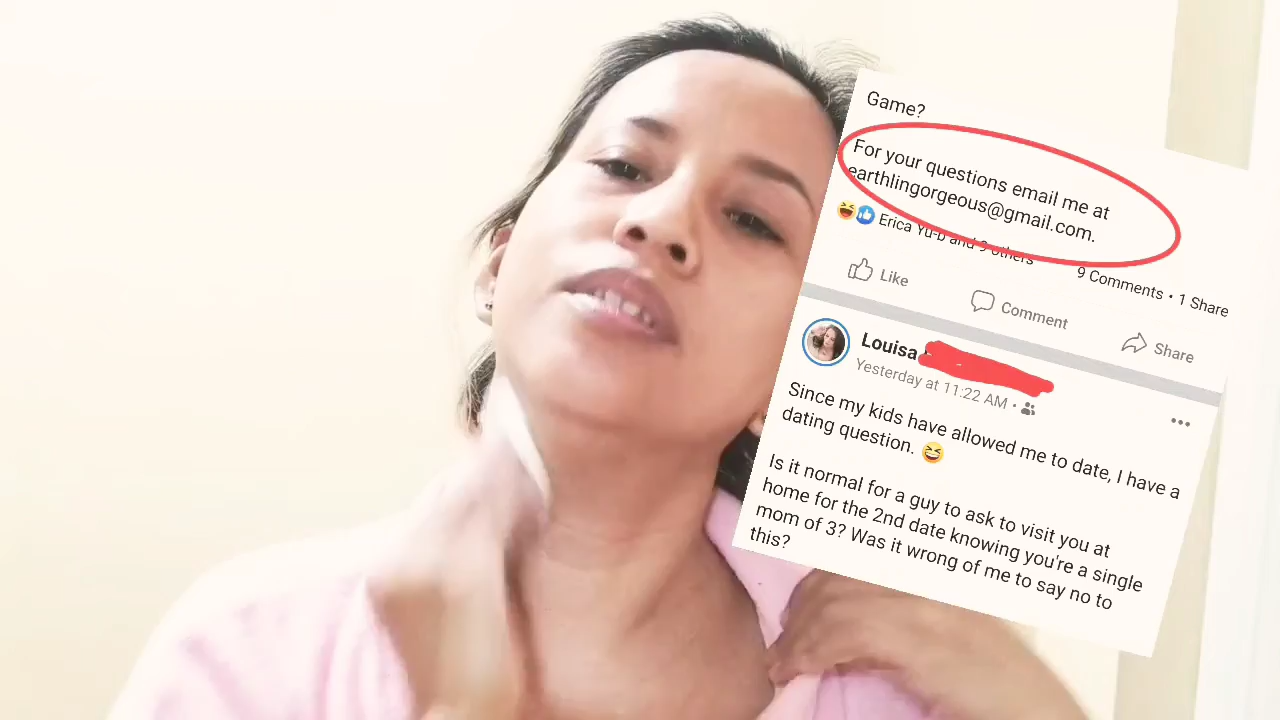 Game?
For your questions email me at
earthlingorgeous@gmail.com.
Erica Yu-b and 9 others
9 Comments • 1 Share
Like
Comment
Share
Louisa
Yesterday at 11:22 AM •
Since my kids have allowed me to date, I have a
dating question. 😆
Is it normal for a guy to ask to visit you at
home for the 2nd date knowing you're a single
mom of 3? Was it wrong of me to say no to
this?